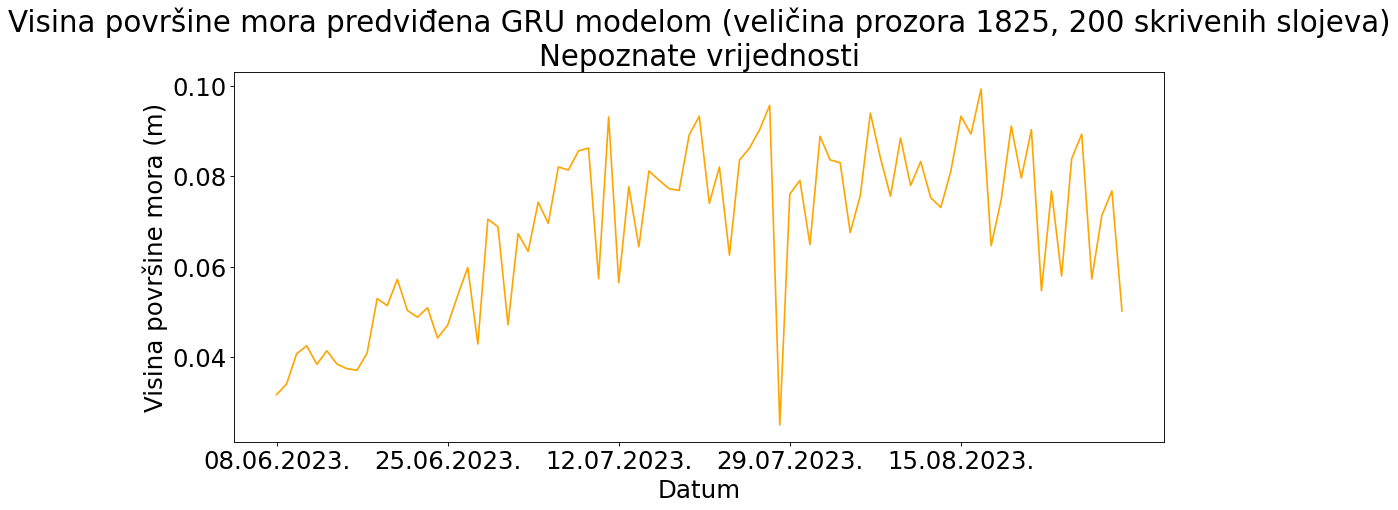 Visina površine mora predviđena GRU modelom (veličina prozora 1825, 200 skrivenih slojeva)
Nepoznate vrijednosti
Visina površine mora (m)
0.10
0.08
0.06
0.04
08.06.2023. 25.06.2023. 12.07.2023. 29.07.2023. 15.08.2023.
Datum